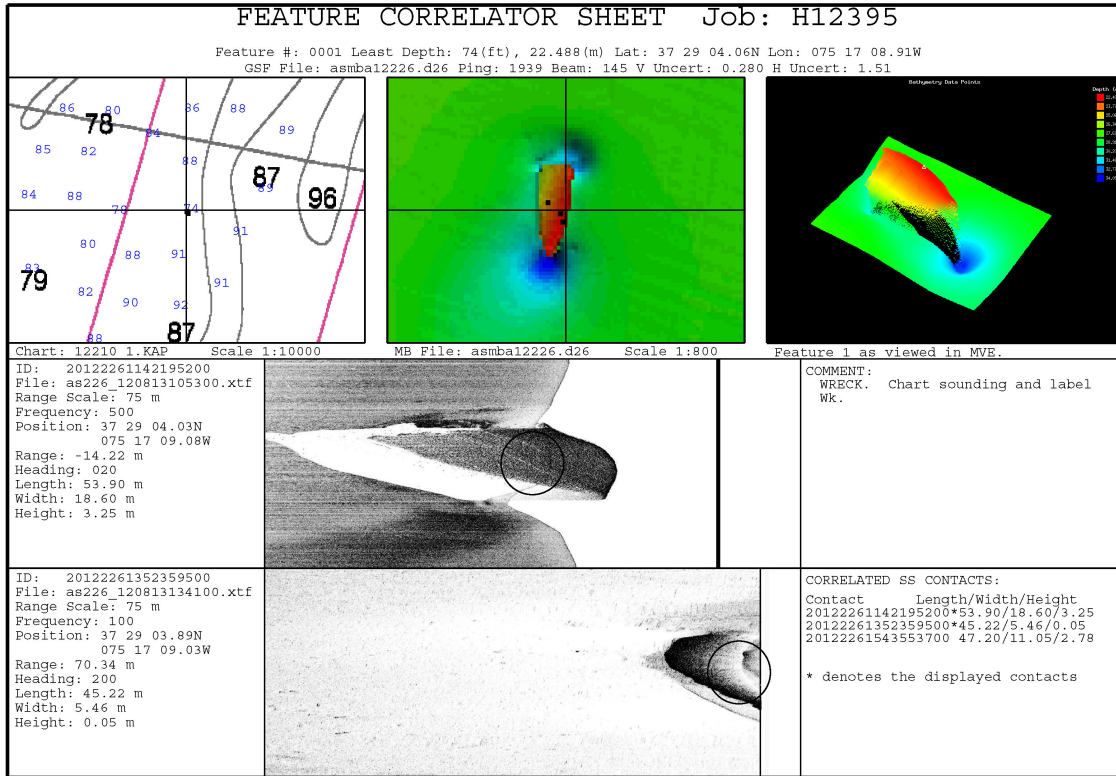 FEATURE CORRELATOR SHEET Job: H12395
Feature #: 0001 Least Depth: 74(ft), 22.488(m) Lat: 37 29 04.06N Lon: 075 17 08.91W
GSF File: asmba12226.d26 Ping: 1939 Beam: 145 V Uncert: 0.280 H Uncert: 1.51
86 80 86 88
78 84 89
85 82 88
87 89
84 88 96
79 74
91
80 88 91
83 79
82 90 91
92
88 87
Chart: 12210 1.KAP Scale 1:10000
MB File: asmba12226.d26 Scale 1:800
Bathymetry Data Points
Feature 1 as viewed in MVE.
ID: 20122261142195200
File: as226_120813105300.xtf
Range Scale: 75 m
Frequency: 500
Position: 37 29 04.03N
075 17 09.08W
Range: -14.22 m
Heading: 020
Length: 53.90 m
Width: 18.60 m
Height: 3.25 m
COMMENT:
WRECK. Chart sounding and label
Wk.
ID: 20122261352359500
File: as226_120813134100.xtf
Range Scale: 75 m
Frequency: 100
Position: 37 29 03.89N
075 17 09.03W
Range: 70.34 m
Heading: 200
Length: 45.22 m
Width: 5.46 m
Height: 0.05 m
CORRELATED SS CONTACTS:
Contact Length/Width/Height
20122261142195200*53.90/18.60/3.25
20122261352359500*45.22/5.46/0.05
20122261543553700 47.20/11.05/2.78
* denotes the displayed contacts